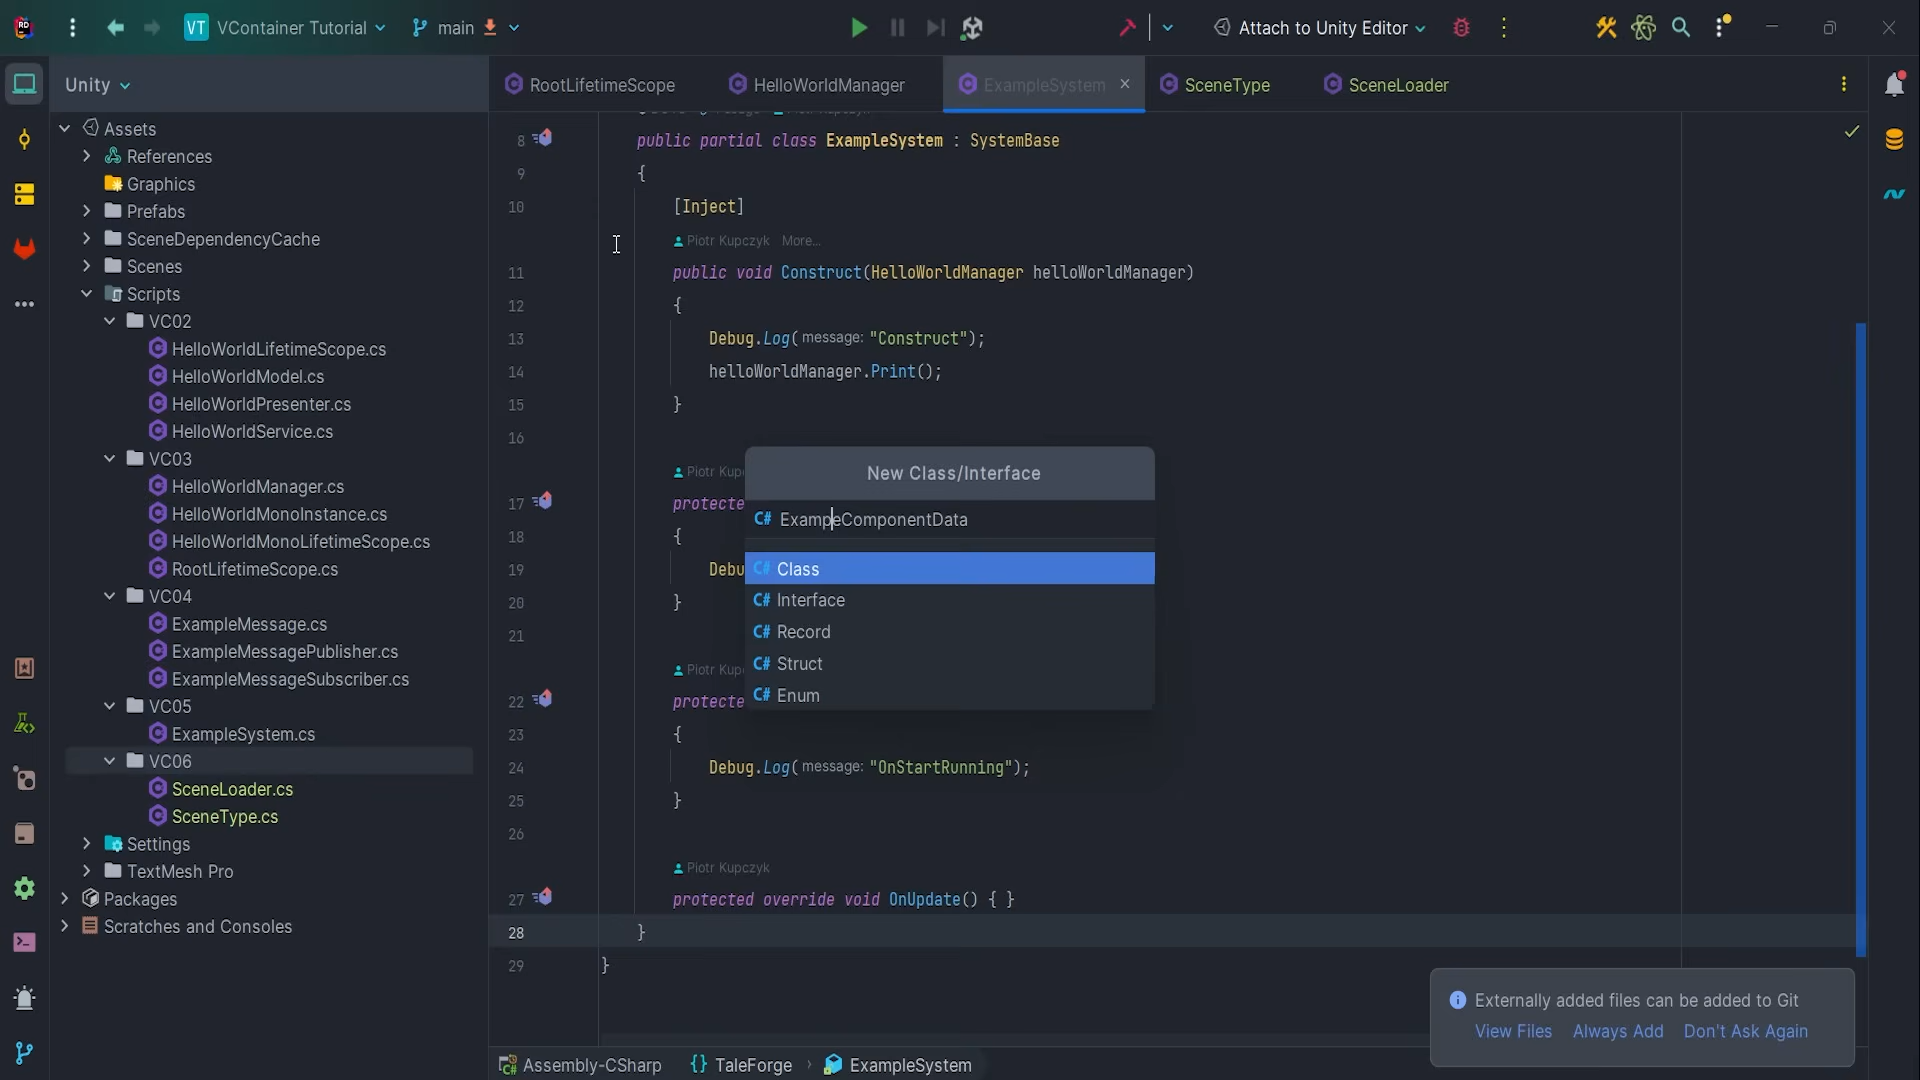 VT VContainer Tutorial main Attach to Unity Editor
Unity
RootLifetimeScope HelloWorldManager ExampleSystem SceneType SceneLoader
Assets
References
Graphics
Prefabs
SceneDependencyCache
Scenes
Scripts
VC02
HelloWorldLifetimeScope.cs
HelloWorldModel.cs
HelloWorldPresenter.cs
HelloWorldService.cs
VC03
HelloWorldManager.cs
HelloWorldMonoInstance.cs
HelloWorldMonoLifetimeScope.cs
RootLifetimeScope.cs
VC04
ExampleMessage.cs
ExampleMessagePublisher.cs
ExampleMessageSubscriber.cs
VC05
ExampleSystem.cs
VC06
SceneLoader.cs
SceneType.cs
Settings
TextMesh Pro
Packages
Scratches and Consoles
8 public partial class ExampleSystem : SystemBase
9 {
10 [Inject]
Piotr Kupczyk More...
11 public void Construct(HelloWorldManager helloWorldManager)
12 {
13 Debug.Log( message: "Construct");
14 helloWorldManager.Print();
15 }
16
Piotr Kup
17 protecte
18 {
19 Debu
20 }
21
Piotr Kup
22 protecte
23 {
24 Debug.Log( message: "OnStartRunning");
25 }
26
Piotr Kupczyk
27 protected override void OnUpdate() { }
28 }
29 }
New Class/Interface
C# ExampeComponentData
C# Class
C# Interface
C# Record
C# Struct
C# Enum
Externally added files can be added to Git
View Files Always Add Don't Ask Again
Assembly-CSharp {} TaleForge > ExampleSystem